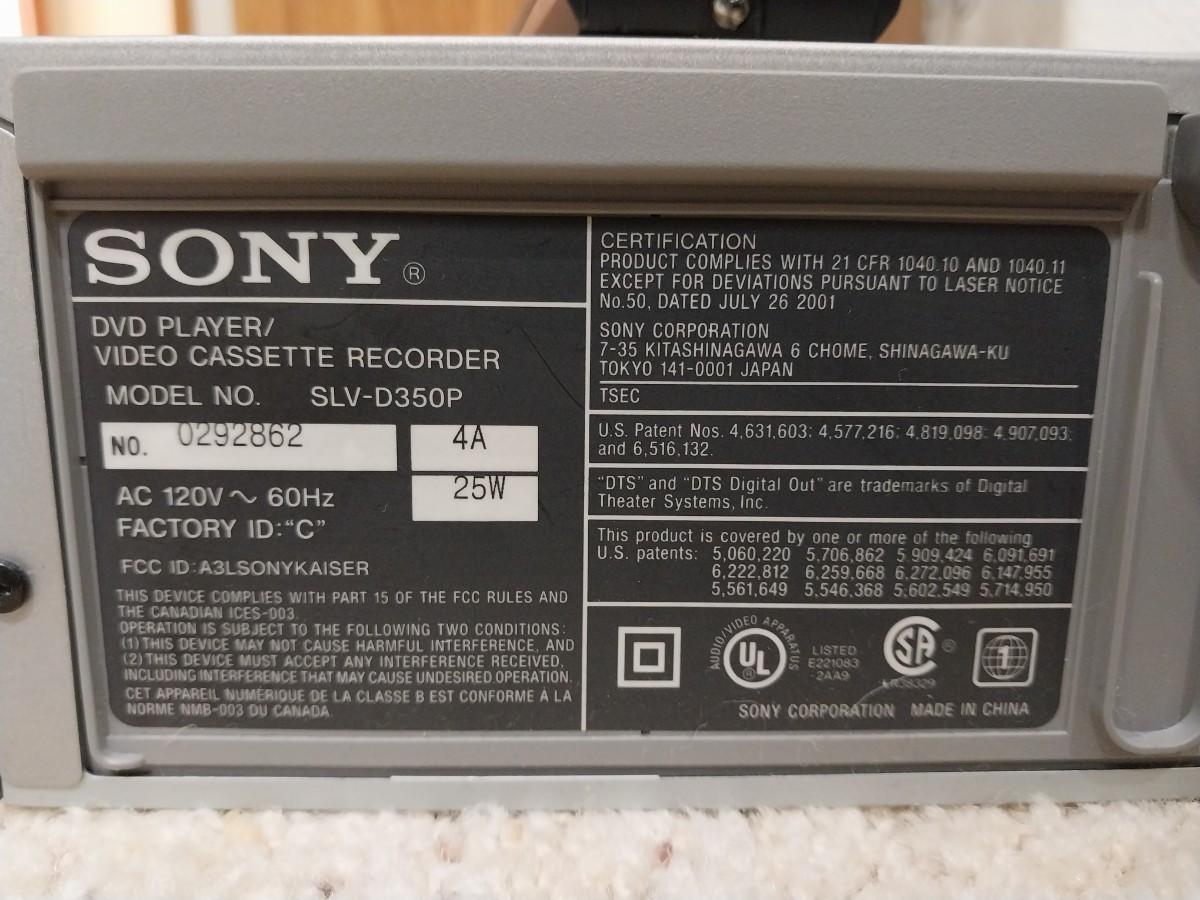 SONY®
DVD PLAYER/
VIDEO CASSETTE RECORDER
MODEL NO. SLV-D350P
NO. 0292862 4A
AC 120V ~ 60Hz 25W
FACTORY ID:“C”
FCC ID:A3LSONYKAISER
THIS DEVICE COMPLIES WITH PART 15 OF THE FCC RULES AND
THE CANADIAN ICES-003.
OPERATION IS SUBJECT TO THE FOLLOWING TWO CONDITIONS:
(1) THIS DEVICE MAY NOT CAUSE HARMFUL INTERFERENCE, AND
(2) THIS DEVICE MUST ACCEPT ANY INTERFERENCE RECEIVED,
INCLUDING INTERFERENCE THAT MAY CAUSE UNDESIRED OPERATION.
CET APPAREIL NUMÉRIQUE DE LA CLASSE B EST CONFORME À LA
NORME NMB-003 DU CANADA.
CERTIFICATION
PRODUCT COMPLIES WITH 21 CFR 1040.10 AND 1040.11
EXCEPT FOR DEVIATIONS PURSUANT TO LASER NOTICE
No.50, DATED JULY 26 2001
SONY CORPORATION
7-35 KITASHINAGAWA 6 CHOME, SHINAGAWA-KU
TOKYO 141-0001 JAPAN
TSEC
U.S. Patent Nos. 4,631,603; 4,577,216; 4,819,098; 4,907,093;
and 6,516,132.
“DTS” and “DTS Digital Out” are trademarks of Digital
Theater Systems, Inc.
This product is covered by one or more of the following
U.S. patents: 5,060,220 5,706,862 5,909,424 6,091,691
6,222,812 6,259,668 6,272,096 6,147,955
5,561,649 5,546,368 5,602,549 5,714,950
AUDIO/VIDEO APPARATUS
UL®
LISTED
E221083
-2AA9
SA®
LR38329
1
SONY CORPORATION MADE IN CHINA